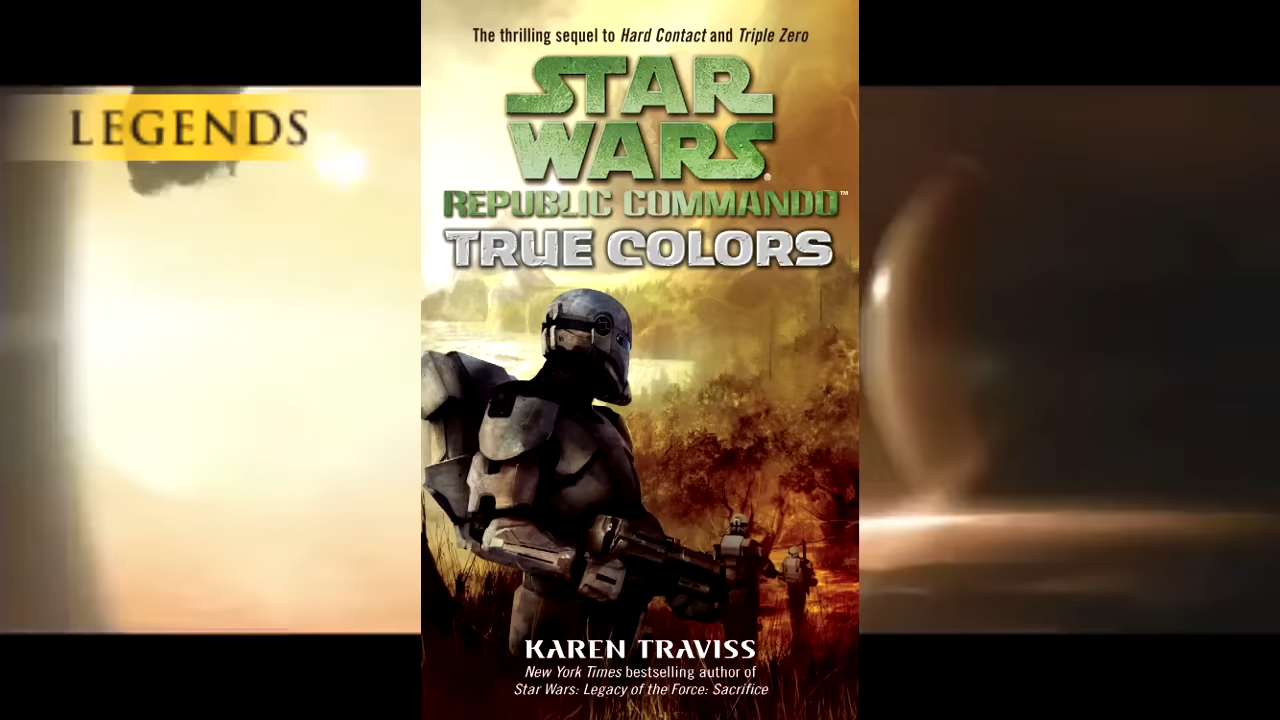 The thrilling sequel to Hard Contact and Triple Zero
LEGENDS
STAR
WARS®
REPUBLIC COMMANDO™
TRUE COLORS
KAREN TRAVISS
New York Times bestselling author of
Star Wars: Legacy of the Force: Sacrifice